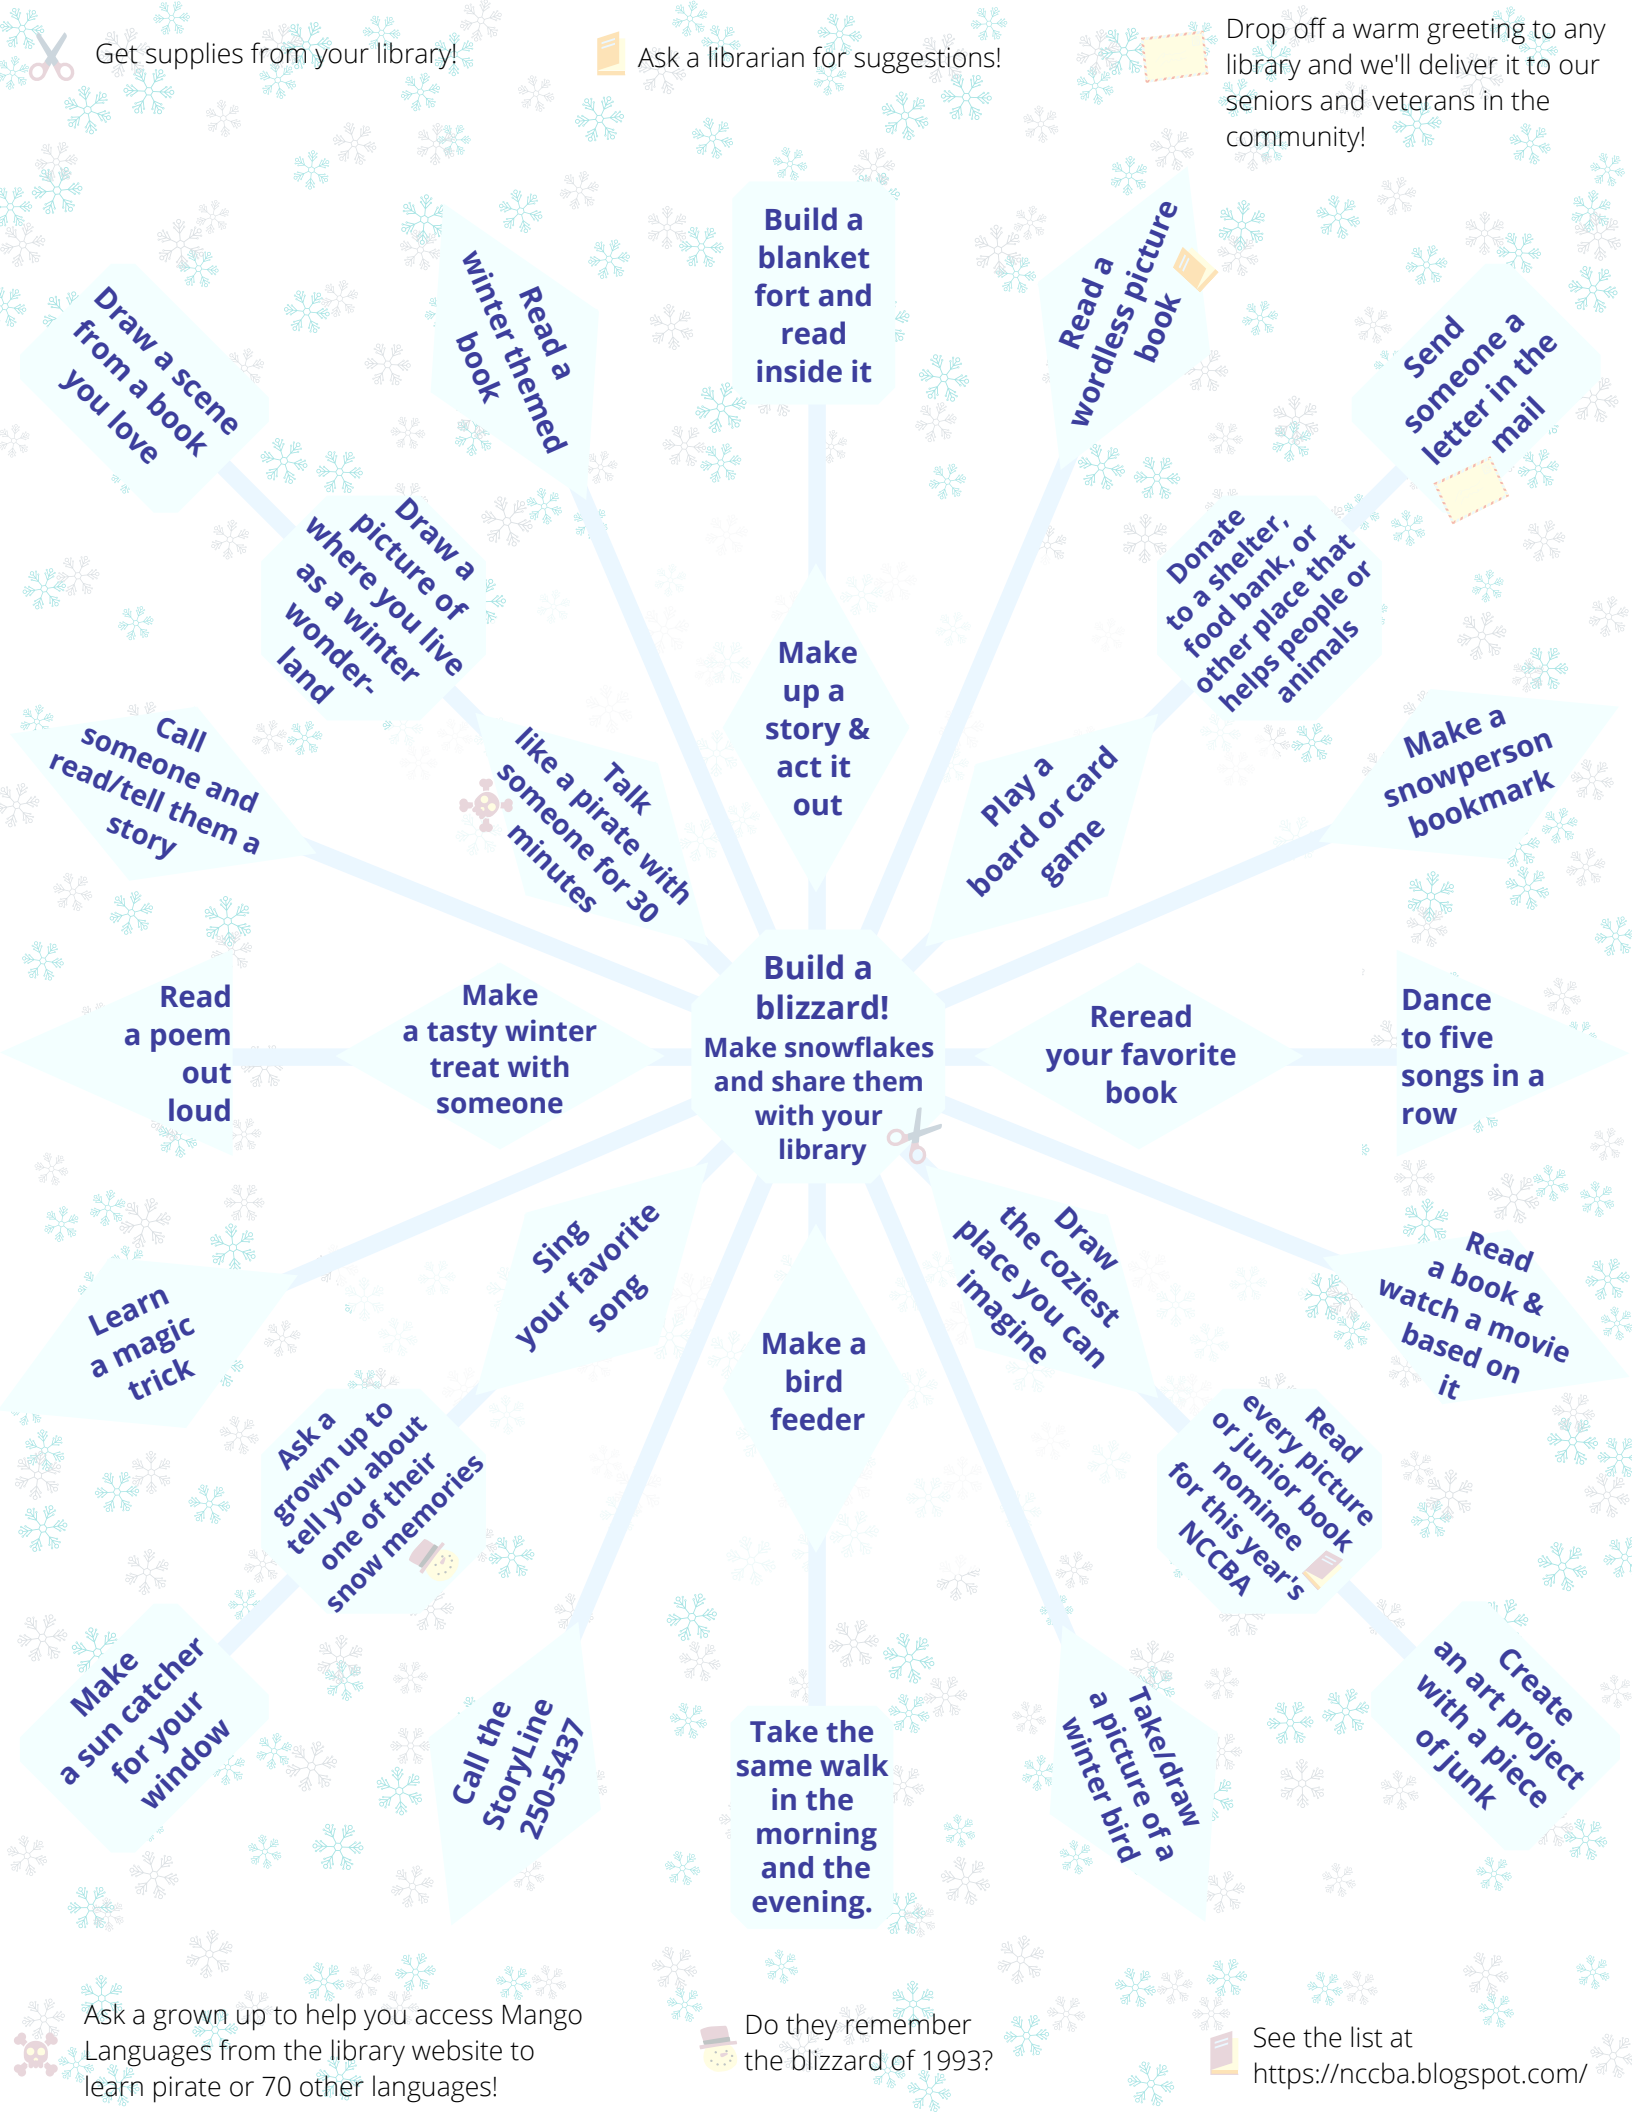 Get supplies from your library!
Ask a librarian for suggestions!
Drop off a warm greeting to any
library and we'll deliver it to our
seniors and veterans in the
community!
Draw a scene
from a book
you love
Read a
winter themed
book
Build a
blanket
fort and
read
inside it
Read a
wordless picture
book
Send
someone a
letter in the
mail
Draw a
picture of
where you live
as a winter
wonder-
land
Donate
to a shelter,
food bank, or
other place that
helps people or
animals
Make
up a
story &
act it
out
Call
someone and
read/tell them a
story
Talk
like a pirate with
someone for 30
minutes
Play a
board or card
game
Make a
snowperson
bookmark
Read
a poem
out
loud
Make
a tasty winter
treat with
someone
Build a
blizzard!
Make snowflakes
and share them
with your
library
Reread
your favorite
book
Dance
to five
songs in a
row
Learn
a magic
trick
Sing
your favorite
song
Make a
bird
feeder
Draw
the coziest
place you can
imagine
Read
a book &
watch a movie
based on
it
Ask a
grown up to
tell you about
one of their
snow memories
Read
every picture
or junior book
nominee
for this year's
NCCBA
Make
a sun catcher
for your
window
Call the
StoryLine
250-5437
Take the
same walk
in the
morning
and the
evening.
Take/draw
a picture of a
winter bird
Create
an art project
with a piece
of junk
Ask a grown up to help you access Mango
Languages from the library website to
learn pirate or 70 other languages!
Do they remember
the blizzard of 1993?
See the list at
https://nccba.blogspot.com/